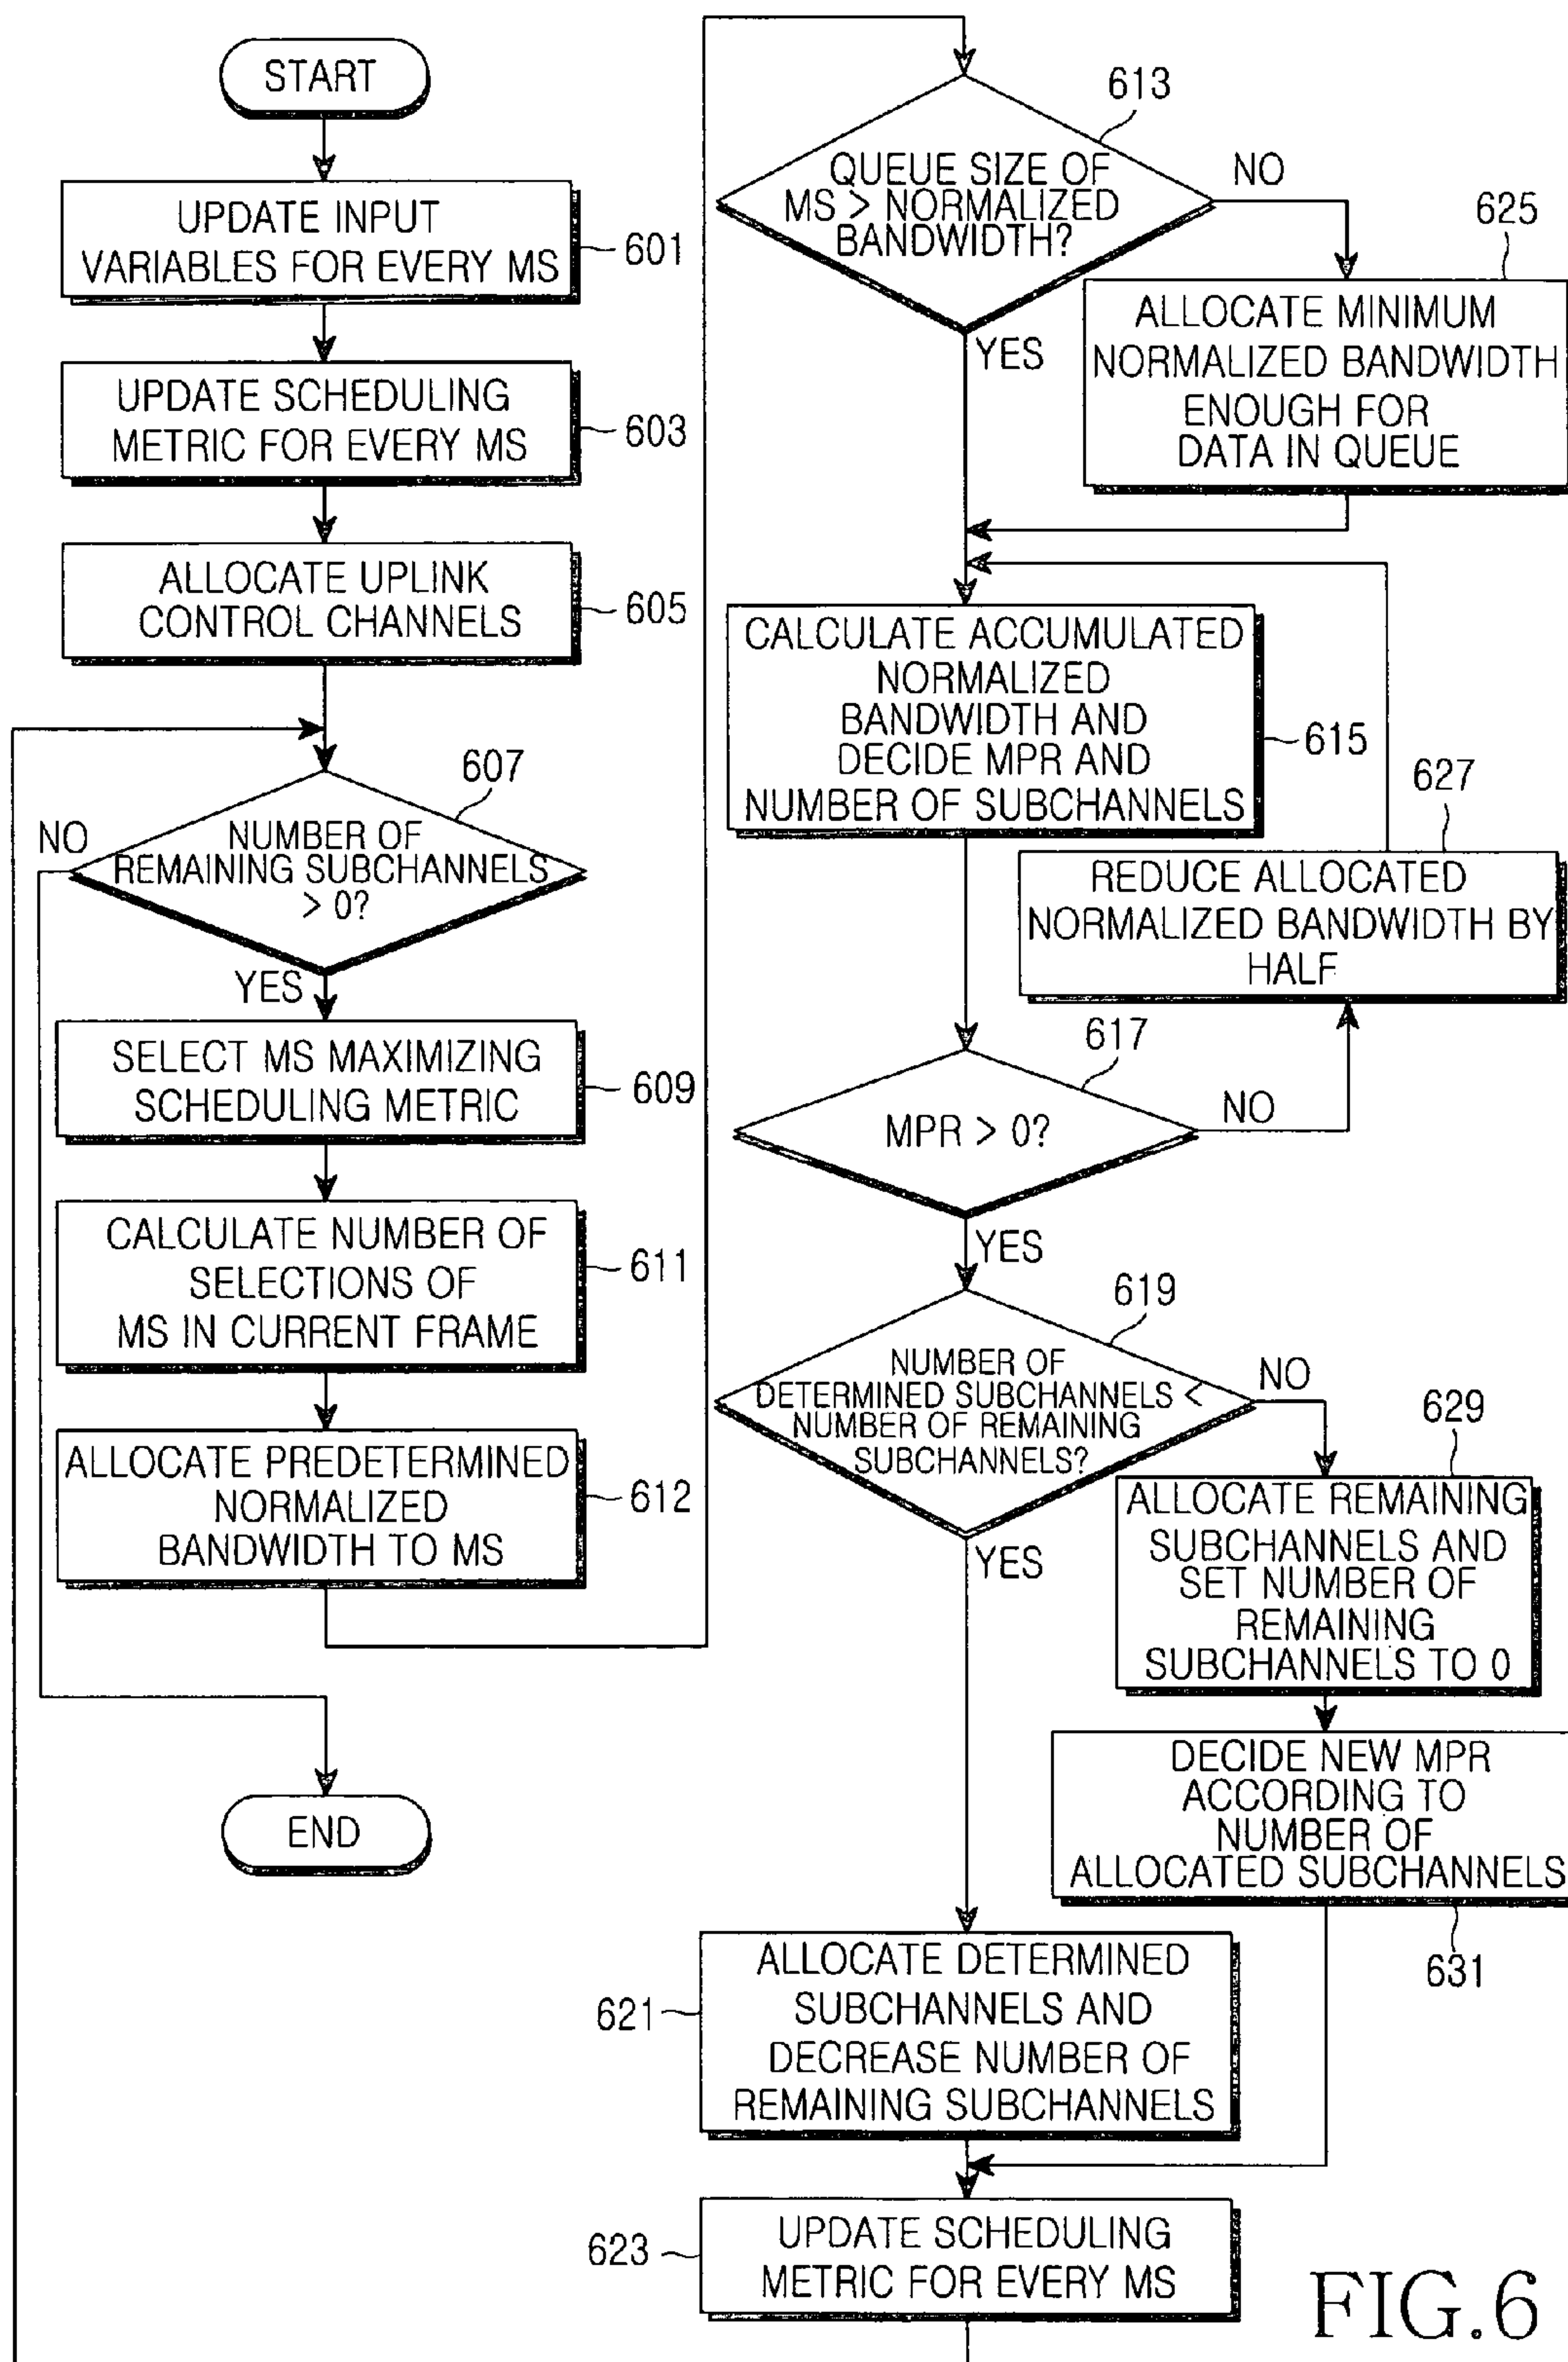 START
UPDATE INPUT
VARIABLES FOR EVERY MS
601
UPDATE SCHEDULING
METRIC FOR EVERY MS
603
ALLOCATE UPLINK
CONTROL CHANNELS
605
607
NUMBER OF
REMAINING SUBCHANNELS
> 0?
NO
YES
SELECT MS MAXIMIZING
SCHEDULING METRIC
609
CALCULATE NUMBER OF
SELECTIONS OF
MS IN CURRENT FRAME
611
ALLOCATE PREDETERMINED
NORMALIZED
BANDWIDTH TO MS
612
END
613
QUEUE SIZE OF
MS > NORMALIZED
BANDWIDTH?
NO
YES
625
ALLOCATE MINIMUM
NORMALIZED BANDWIDTH
ENOUGH FOR
DATA IN QUEUE
CALCULATE ACCUMULATED
NORMALIZED
BANDWIDTH AND
DECIDE MPR AND
NUMBER OF SUBCHANNELS
615
627
REDUCE ALLOCATED
NORMALIZED BANDWIDTH BY
HALF
617
MPR > 0?
NO
YES
619
NUMBER OF
DETERMINED SUBCHANNELS <
NUMBER OF REMAINING
SUBCHANNELS?
NO
YES
629
ALLOCATE REMAINING
SUBCHANNELS AND
SET NUMBER OF
REMAINING
SUBCHANNELS TO 0
DECIDE NEW MPR
ACCORDING TO
NUMBER OF
ALLOCATED SUBCHANNELS
631
ALLOCATE DETERMINED
SUBCHANNELS AND
DECREASE NUMBER OF
REMAINING SUBCHANNELS
621
UPDATE SCHEDULING
METRIC FOR EVERY MS
623
FIG.6